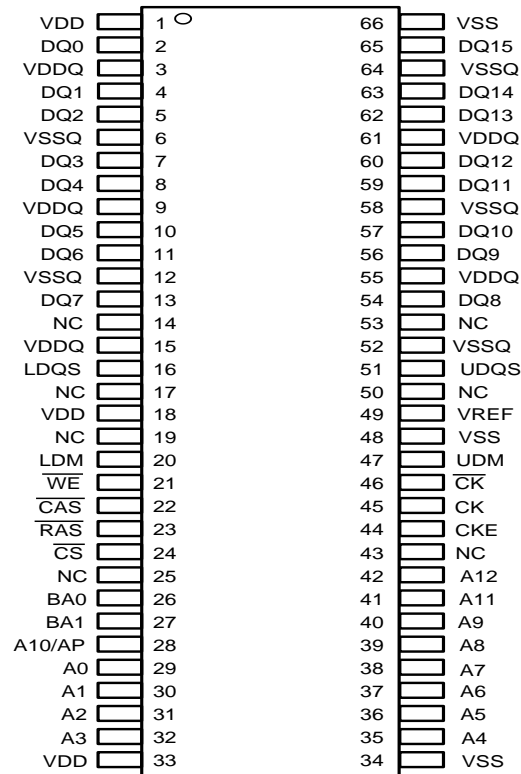 VDD 1 66 VSS
DQ0 2 65 DQ15
VDDQ 3 64 VSSQ
DQ1 4 63 DQ14
DQ2 5 62 DQ13
VSSQ 6 61 VDDQ
DQ3 7 60 DQ12
DQ4 8 59 DQ11
VDDQ 9 58 VSSQ
DQ5 10 57 DQ10
DQ6 11 56 DQ9
VSSQ 12 55 VDDQ
DQ7 13 54 DQ8
NC 14 53 NC
VDDQ 15 52 VSSQ
LDQS 16 51 UDQS
NC 17 50 NC
VDD 18 49 VREF
NC 19 48 VSS
LDM 20 47 UDM
W̅E̅ 21 46 C̅K̅
C̅A̅S̅ 22 45 CK
R̅A̅S̅ 23 44 CKE
C̅S̅ 24 43 NC
NC 25 42 A12
BA0 26 41 A11
BA1 27 40 A9
A10/AP 28 39 A8
A0 29 38 A7
A1 30 37 A6
A2 31 36 A5
A3 32 35 A4
VDD 33 34 VSS